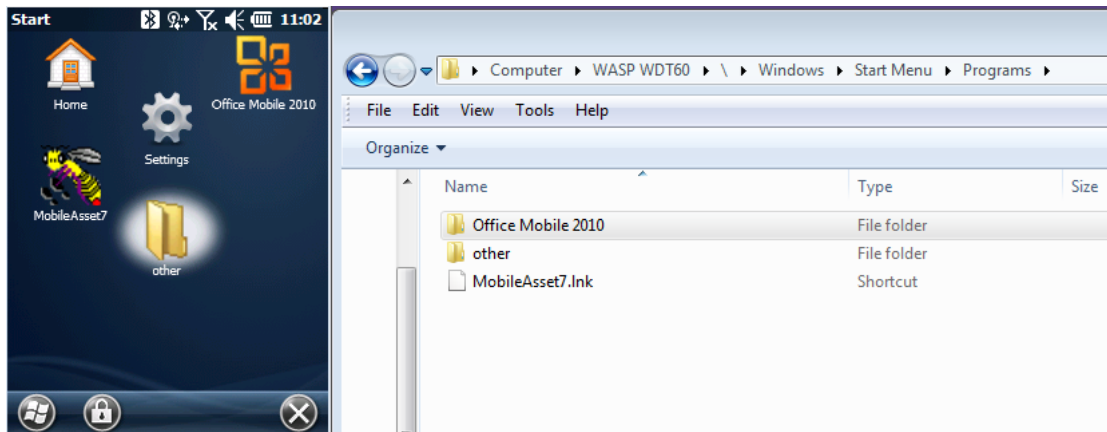 Start 11:02
Home
Office Mobile 2010
Settings
MobileAsset7
other
Computer WASP WDT60 \ Windows Start Menu Programs
File Edit View Tools Help
Organize
Name Type Size
Office Mobile 2010 File folder
other File folder
MobileAsset7.lnk Shortcut